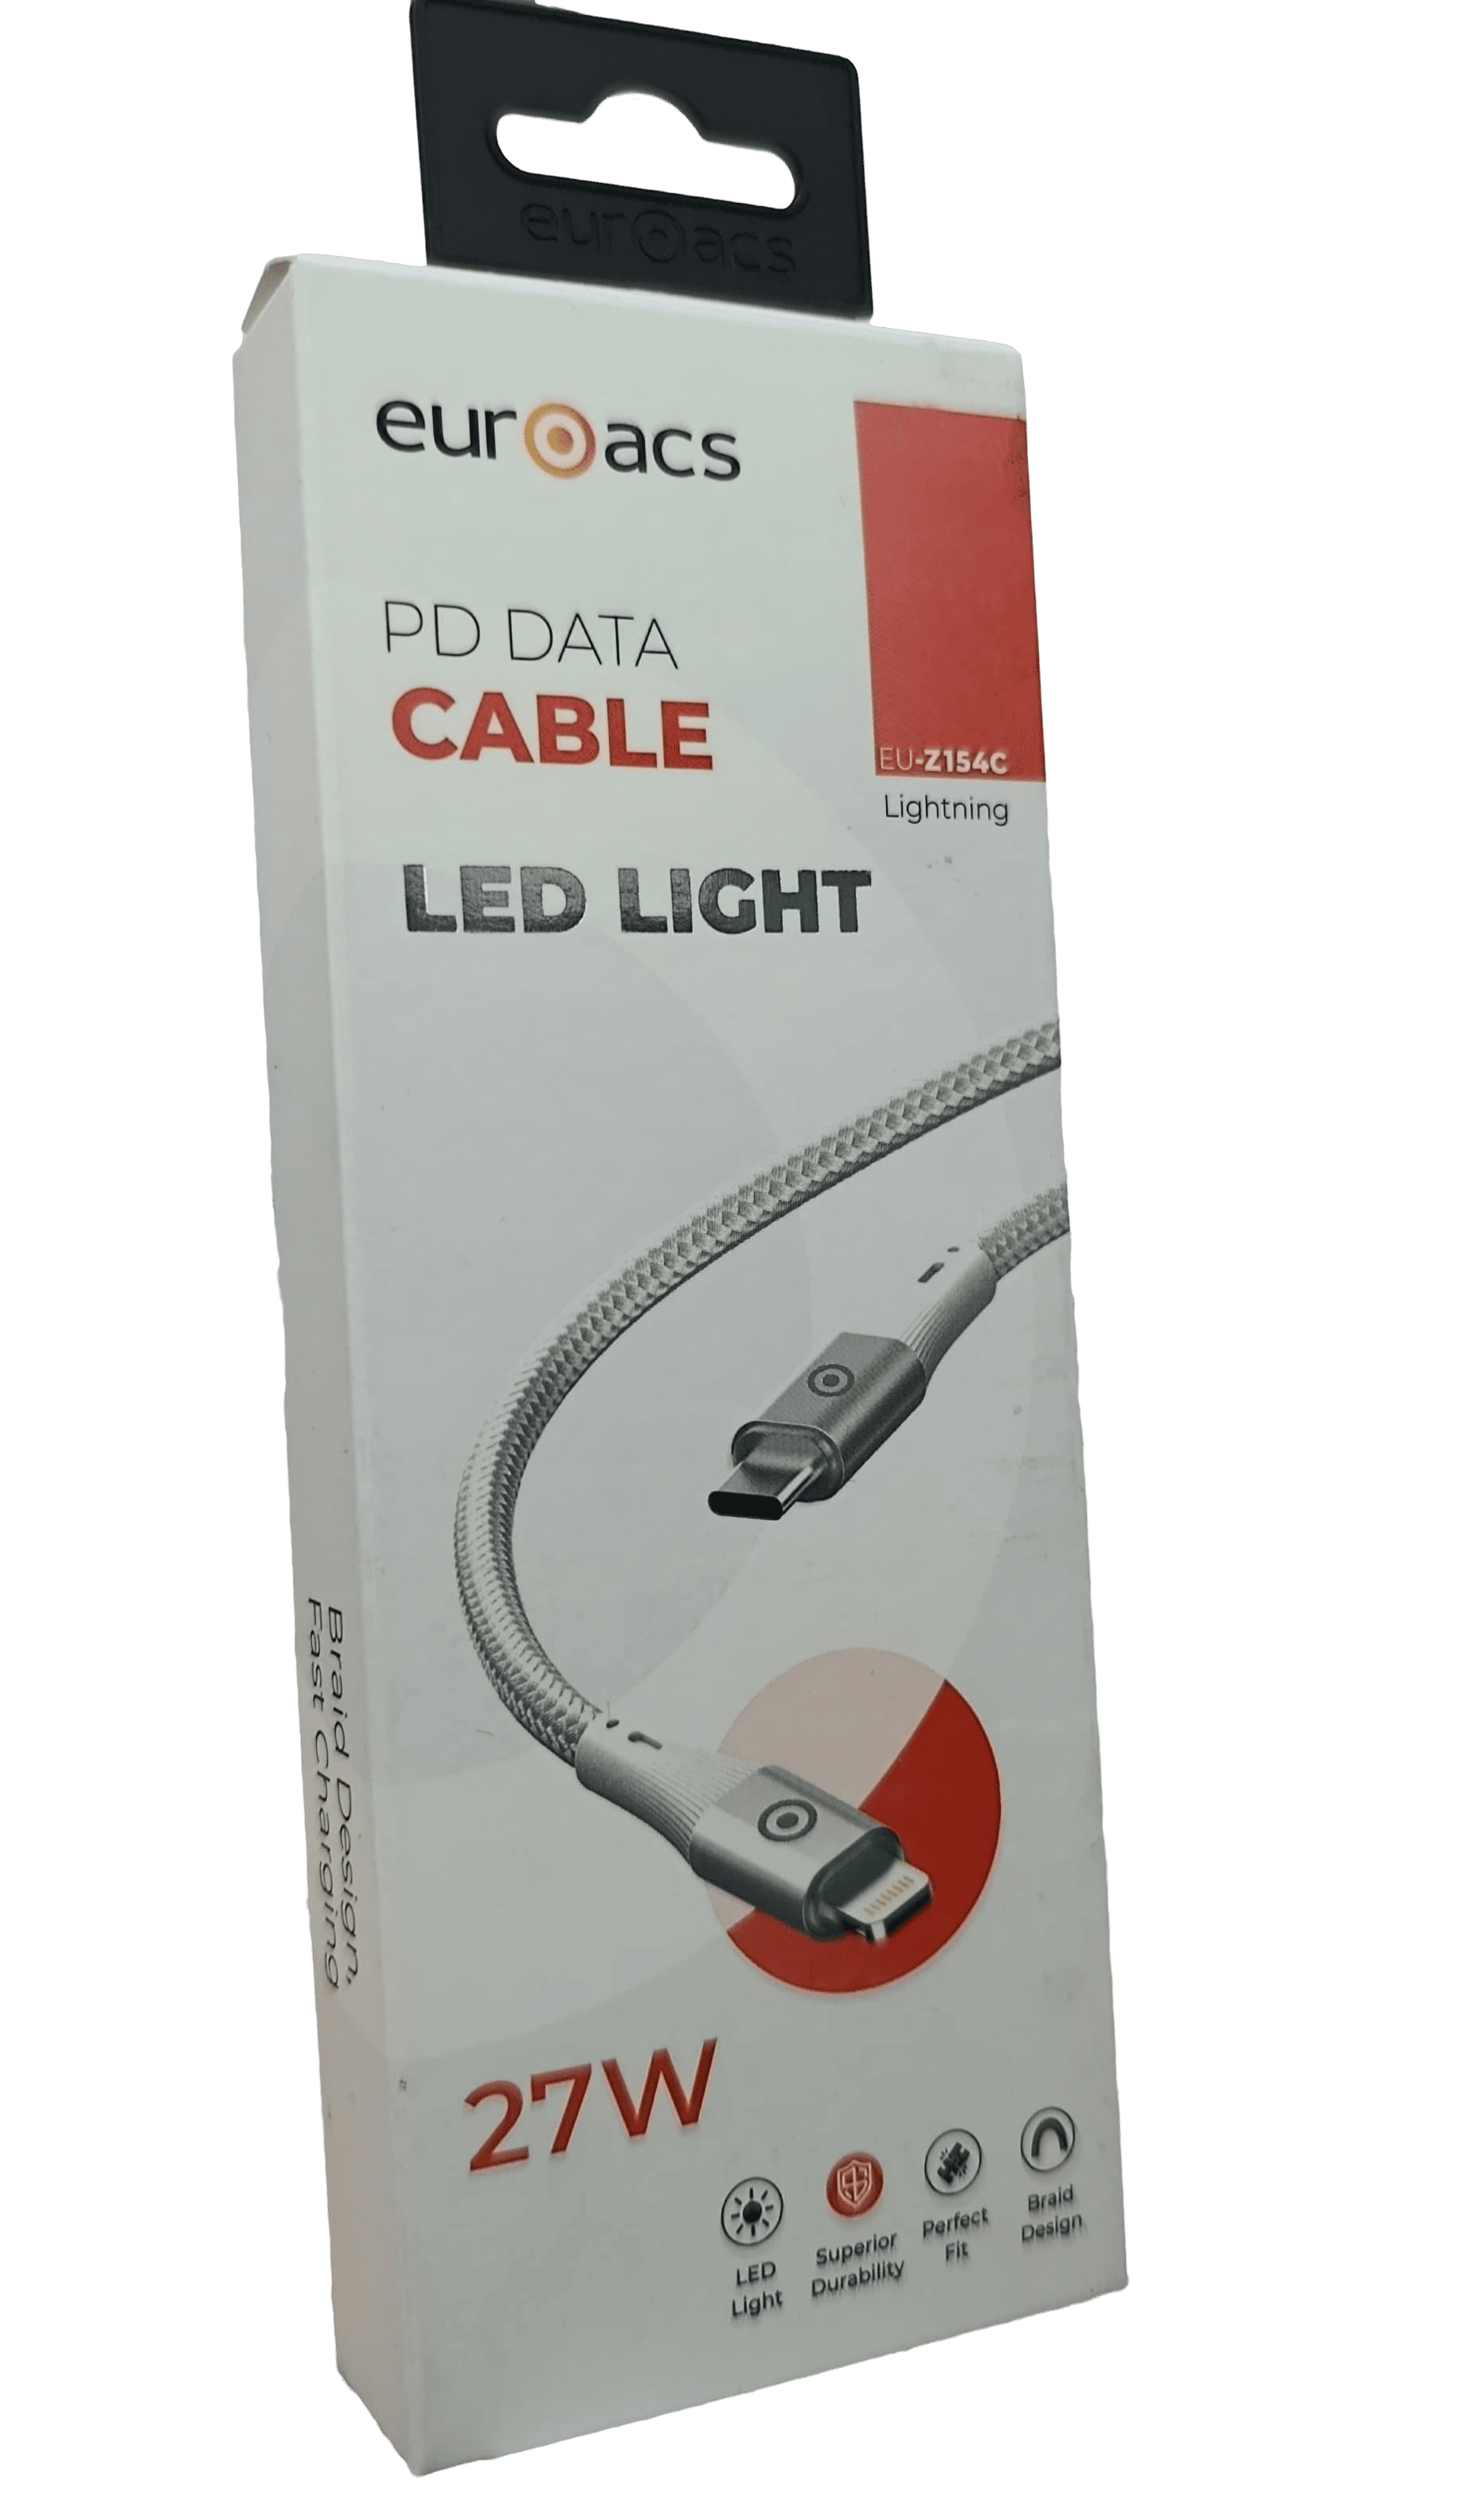 euroacs
euroacs
PD DATA
CABLE
EU-Z154C
Lightning
LED LIGHT
Braid Design,
Fast Charging
27W
LED
Light
Superior
Durability
Perfect
Fit
Braid
Design